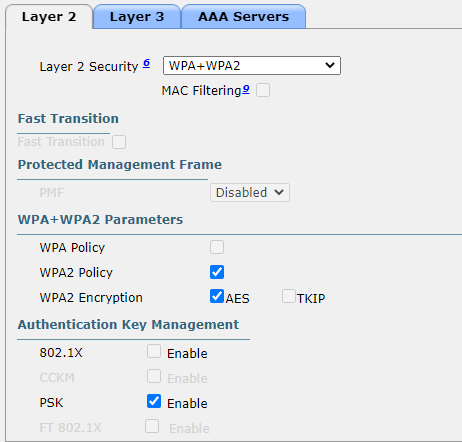 Layer 2 Layer 3 AAA Servers
Layer 2 Security 6 WPA+WPA2
MAC Filtering9
Fast Transition
Fast Transition
Protected Management Frame
PMF Disabled
WPA+WPA2 Parameters
WPA Policy
WPA2 Policy
WPA2 Encryption AES TKIP
Authentication Key Management
802.1X Enable
CCKM Enable
PSK Enable
FT 802.1X Enable